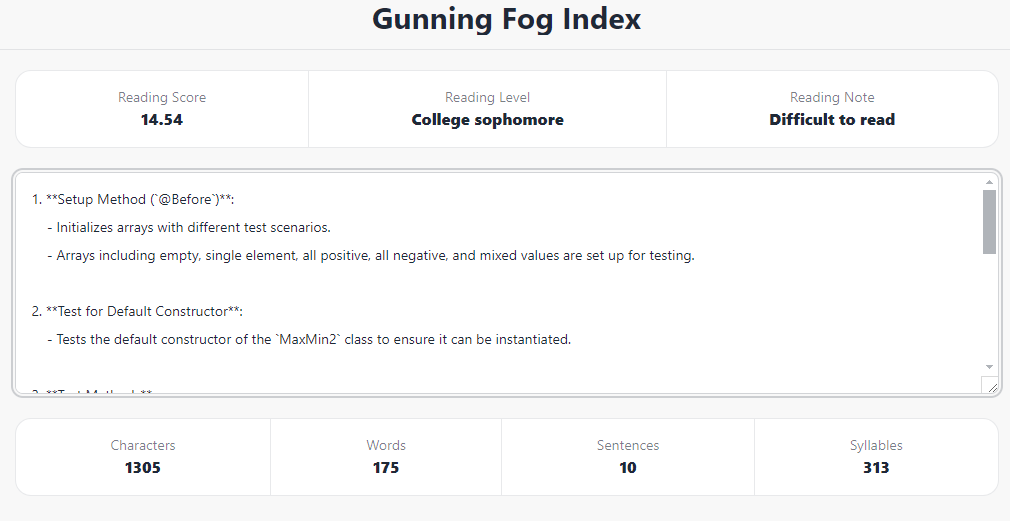 Gunning Fog Index
Reading Score
14.54
Reading Level
College sophomore
Reading Note
Difficult to read
1. **Setup Method (`@Before`)**:
- Initializes arrays with different test scenarios.
- Arrays including empty, single element, all positive, all negative, and mixed values are set up for testing.
2. **Test for Default Constructor**:
- Tests the default constructor of the `MaxMin2` class to ensure it can be instantiated.
Characters
1305
Words
175
Sentences
10
Syllables
313